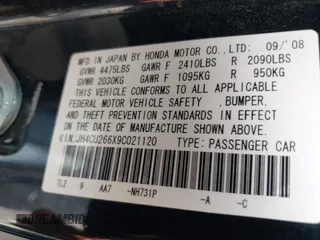 MFD. IN JAPAN BY HONDA MOTOR CO.,LTD. 09/'08
GVWR 4475LBS GAWR F 2410LBS R 2090LBS
GVWR 2030KG GAWR F 1095KG R 950KG
THIS VEHICLE CONFORMS TO ALL APPLICABLE
FEDERAL MOTOR VEHICLE SAFETY, BUMPER,
AND THEFT PREVENTION STANDARDS IN EFFECT
ON THE DATE OF MANUFACTURE SHOWN ABOVE.
V.I.N: JH4CU266X9C021120 TYPE: PASSENGER CAR
TL2 9 AA7 -NH731P -A -C
DREAMBID